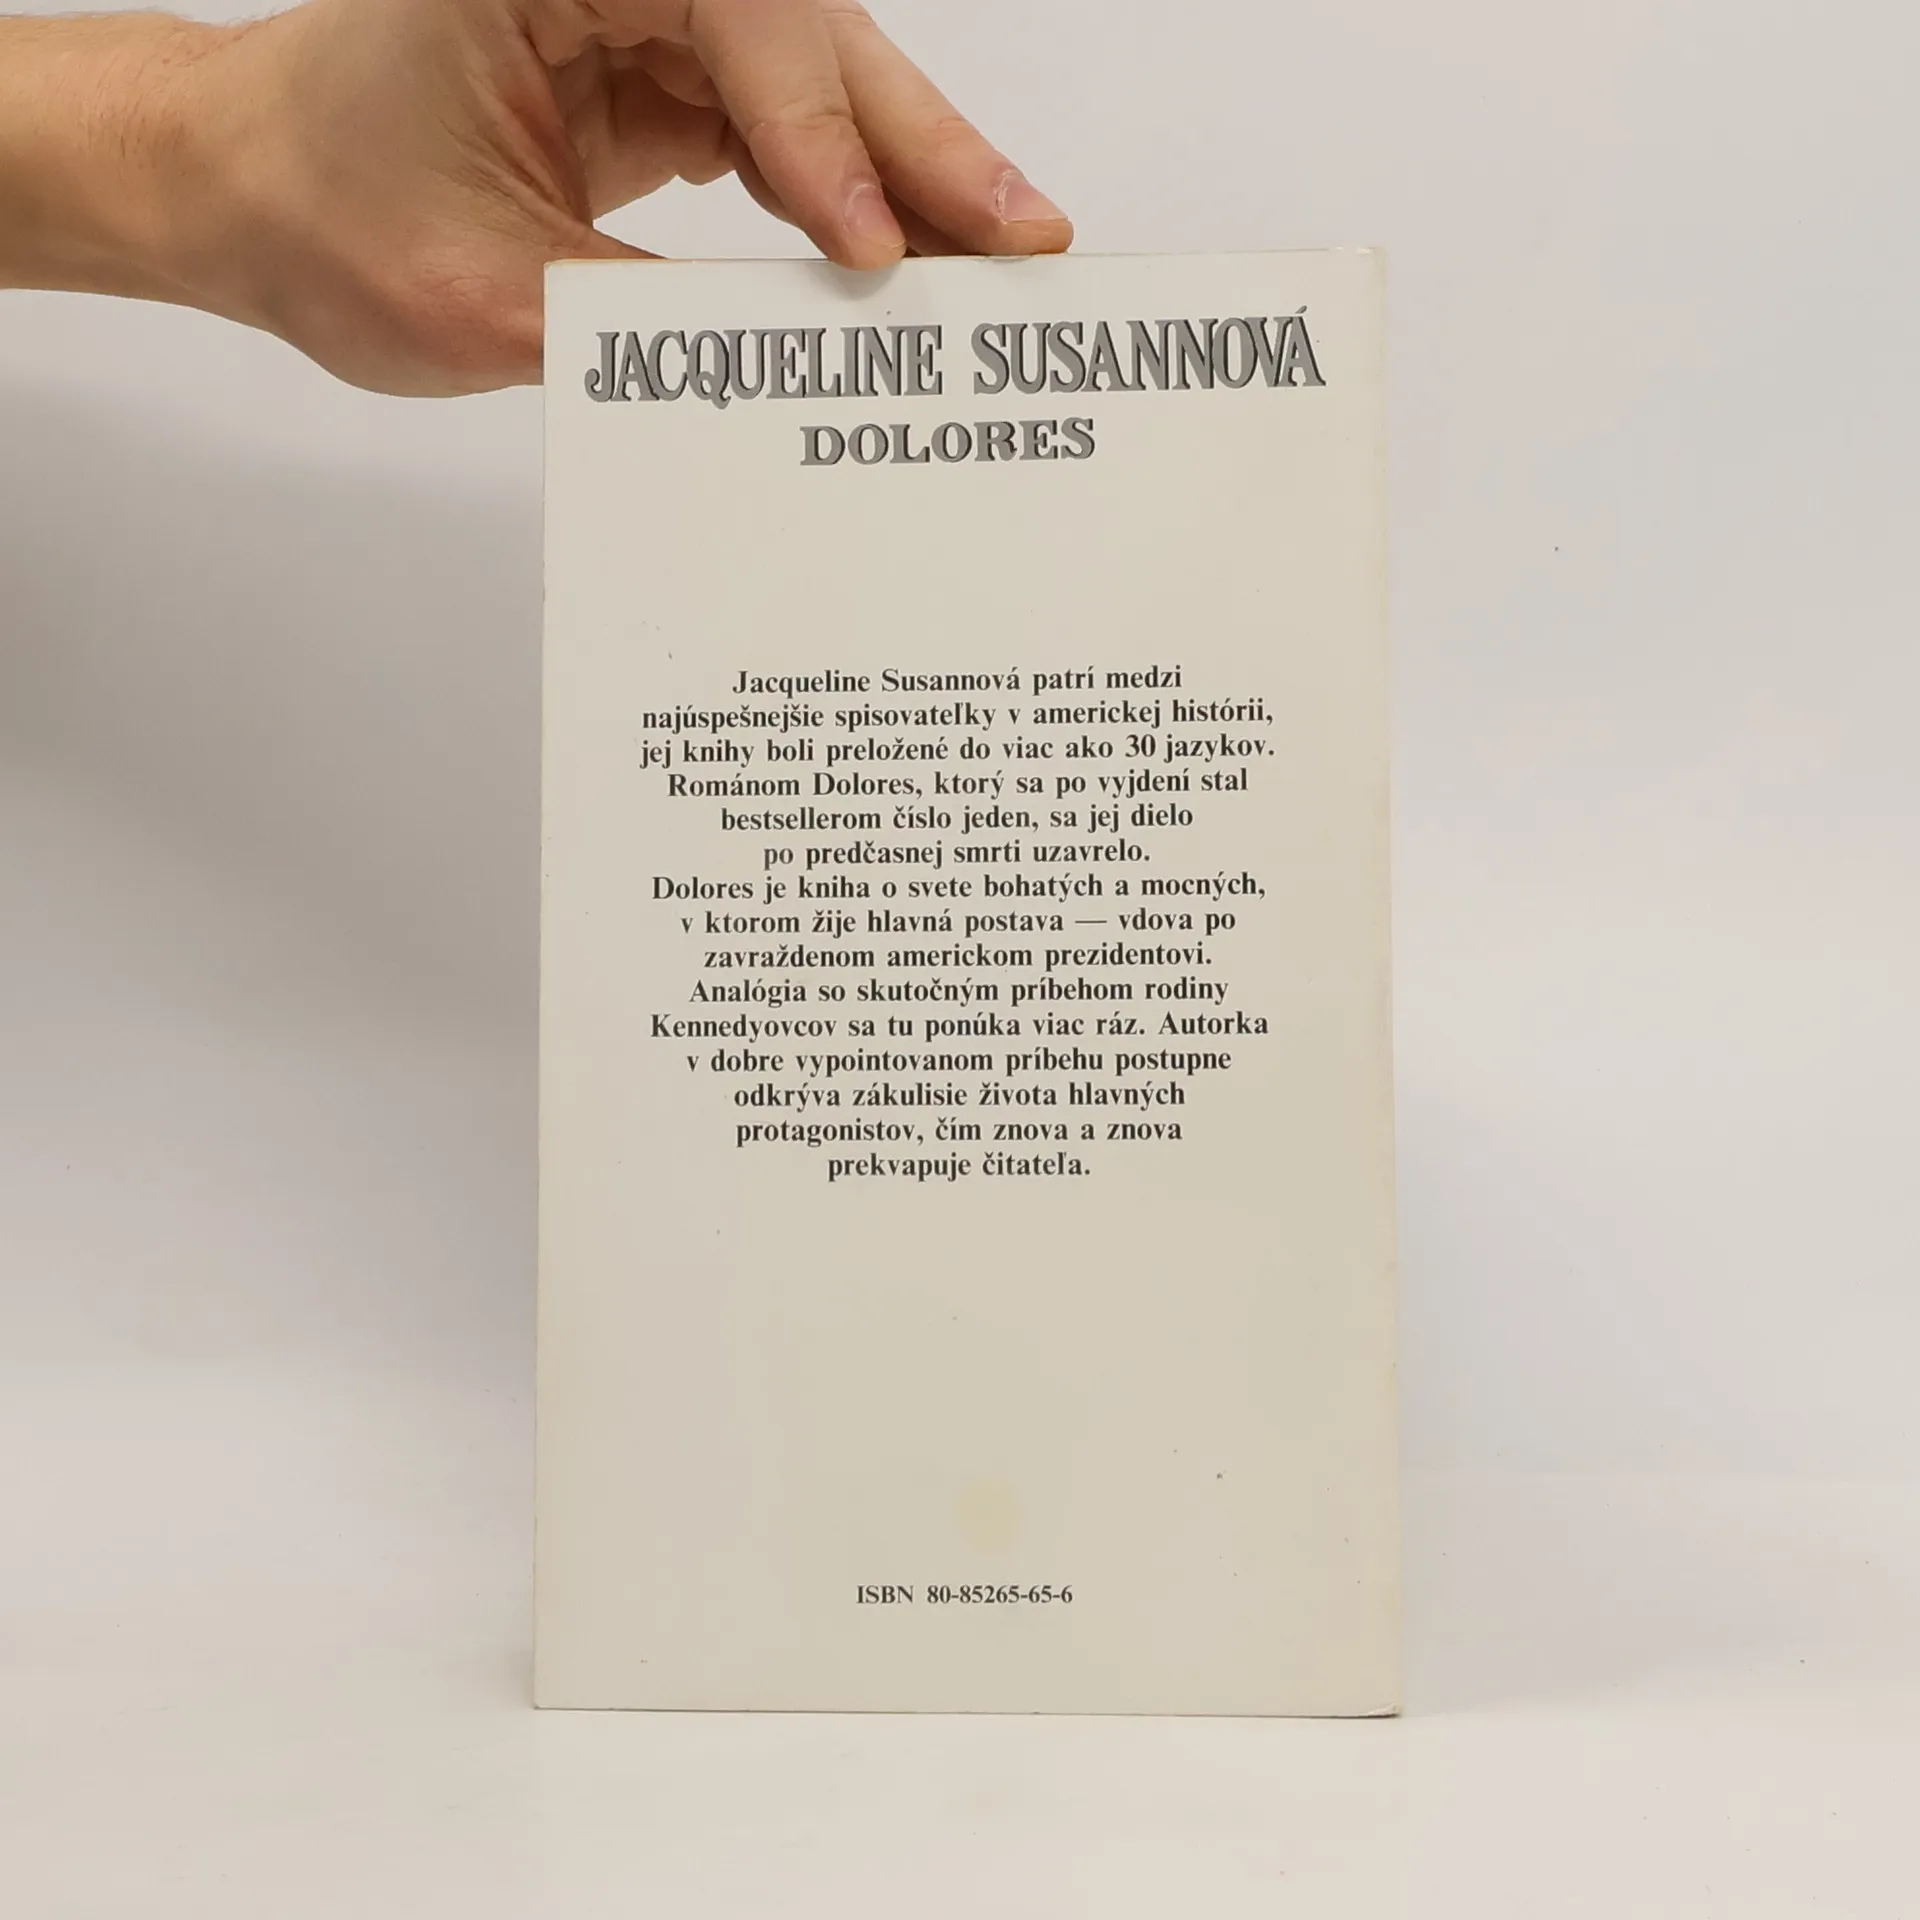 JACQUELINE SUSANNOVÁ
DOLORES
Jacqueline Susannová patrí medzi
najúspešnejšie spisovateľky v americkej histórii,
jej knihy boli preložené do viac ako 30 jazykov.
Románom Dolores, ktorý sa po vyjdení stal
bestsellerom číslo jeden, sa jej dielo
po predčasnej smrti uzavrelo.
Dolores je kniha o svete bohatých a mocných,
v ktorom žije hlavná postava — vdova po
zavraždenom americkom prezidentovi.
Analógia so skutočným príbehom rodiny
Kennedyovcov sa tu ponúka viac ráz. Autorka
v dobre vypointovanom príbehu postupne
odkrýva zákulisie života hlavných
protagonistov, čím znova a znova
prekvapuje čitateľa.
ISBN 80-85265-65-6